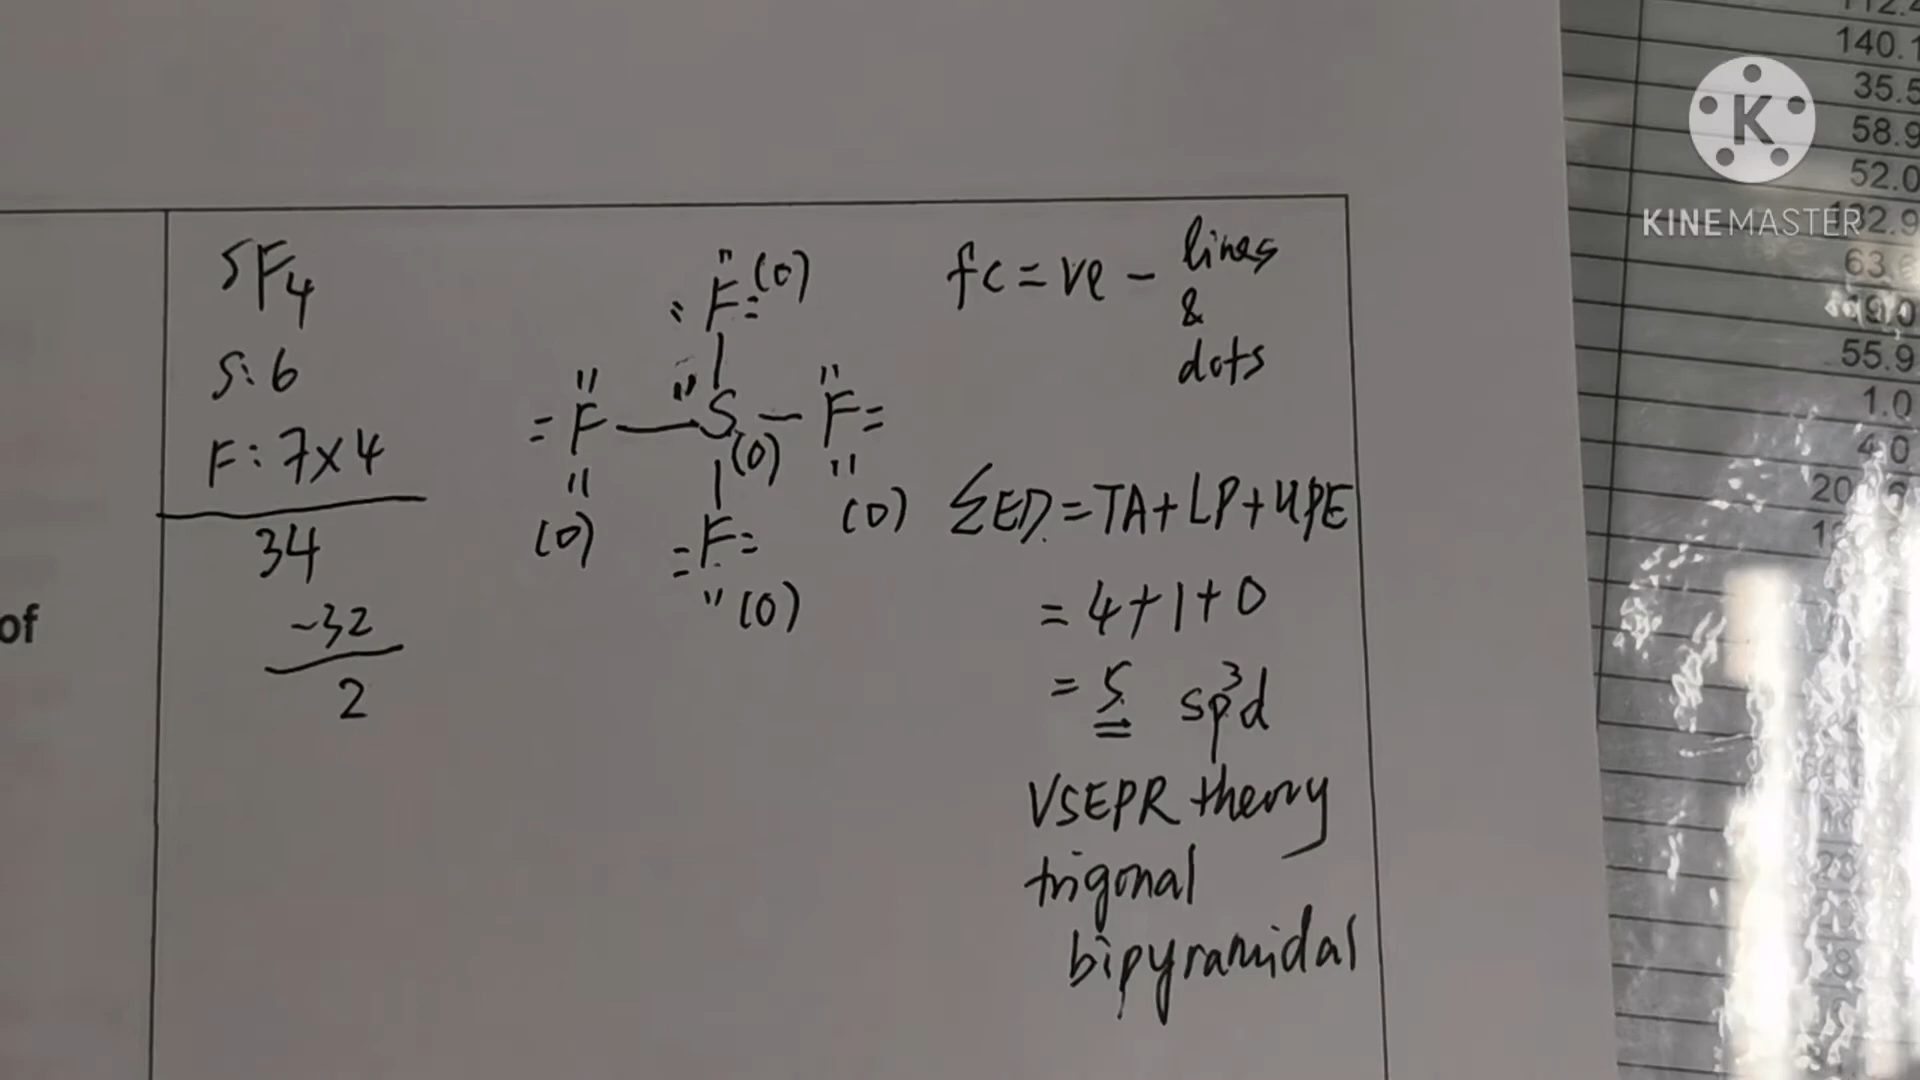 SF4
S: 6
F: 7x4
34
-32
2
of
F (0)
F S F
(0)
(0)
(0)
F
(0)
fc = ve - lines
&
dots
ΣED = TA + LP + UPE
= 4 + 1 + 0
= 5 sp³d
VSEPR theory
trigonal
bipyramidal
140.1
35.5
58.9
52.0
KINEMASTER
55.9
1.0
4.0